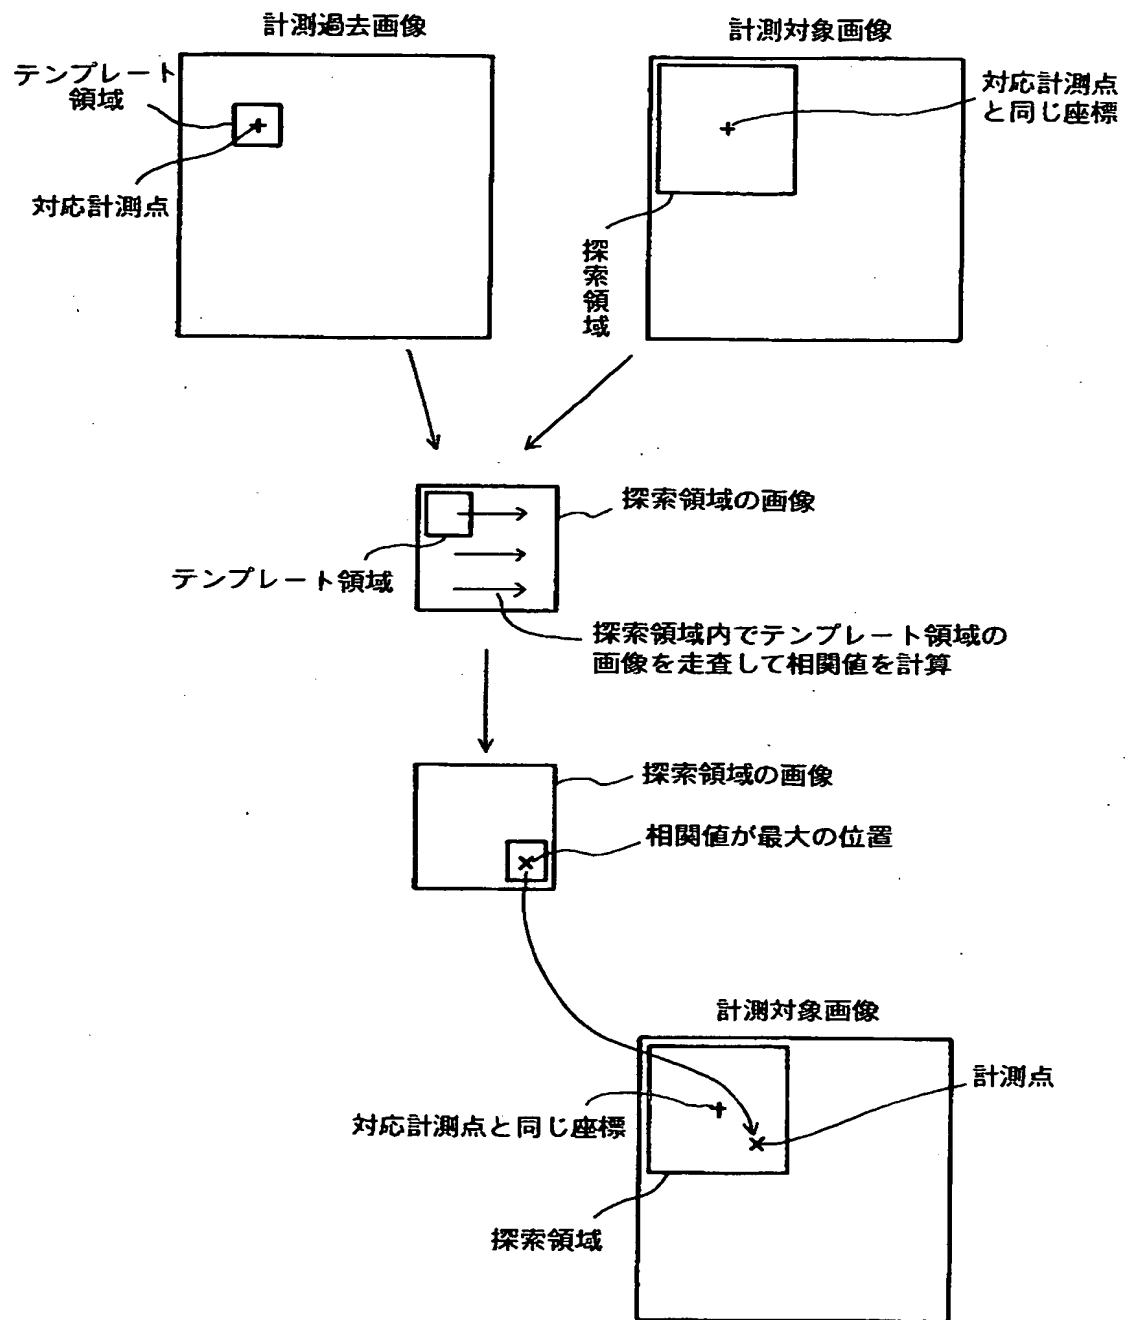 計測過去画像
計測対象画像
テンプレート
領域
対応計測点
対応計測点
と同じ座標
探索領域
探索領域の画像
テンプレート領域
探索領域内でテンプレート領域の
画像を走査して相関値を計算
探索領域の画像
相関値が最大の位置
計測対象画像
計測点
対応計測点と同じ座標
探索領域